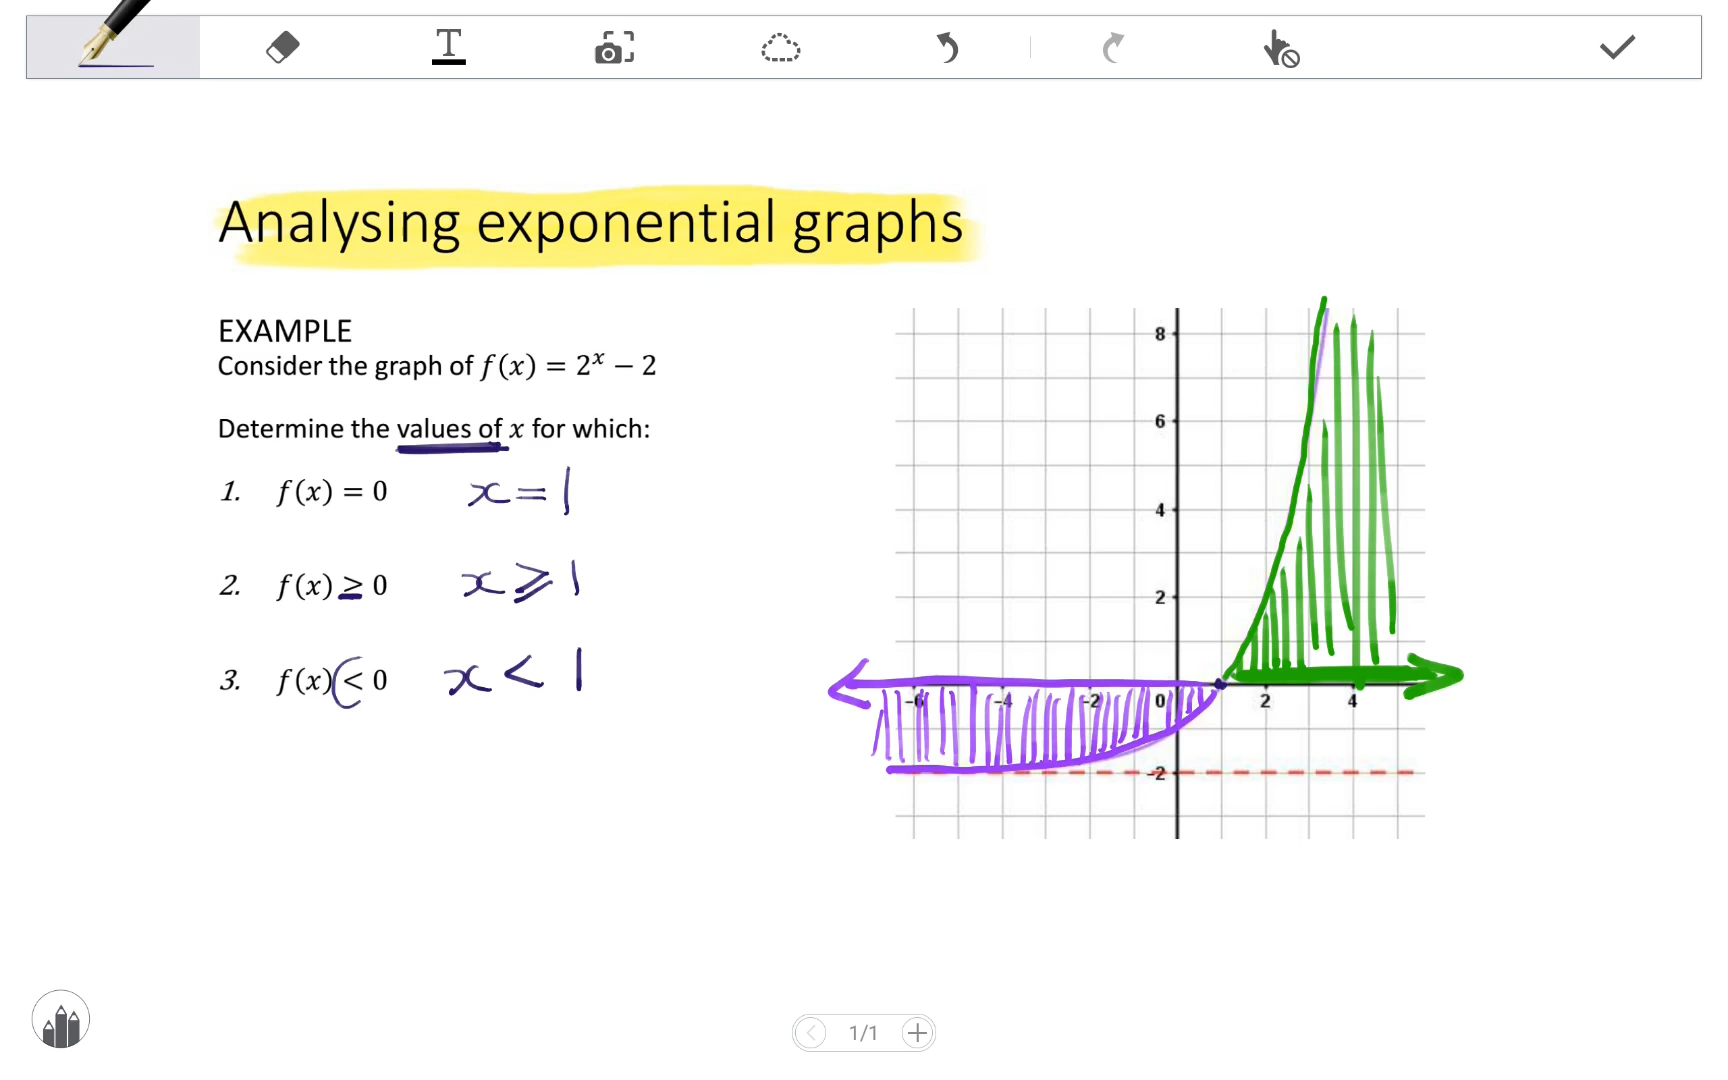 T
Analysing exponential graphs
EXAMPLE
Consider the graph of f(x) = 2ˣ − 2
Determine the values of x for which:
1. f(x) = 0 x = 1
2. f(x) ≥ 0 x ≥ 1
3. f(x) < 0 x < 1
8
6
4
2
-6 -4 -2 0 2 4
-2
1/1